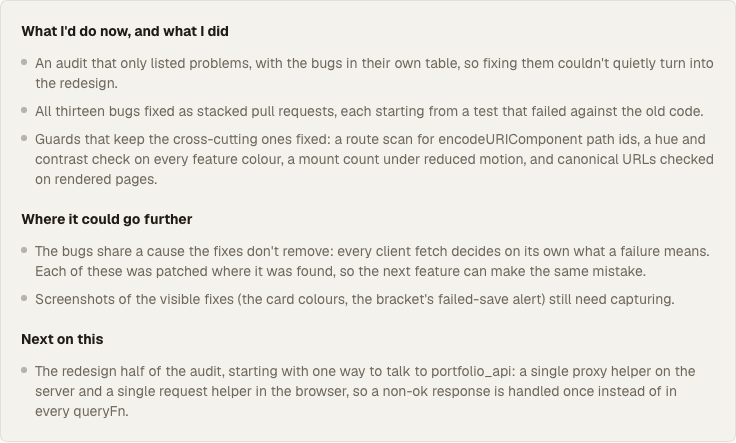 What I'd do now, and what I did
An audit that only listed problems, with the bugs in their own table, so fixing them couldn't quietly turn into
the redesign.
All thirteen bugs fixed as stacked pull requests, each starting from a test that failed against the old code.
Guards that keep the cross-cutting ones fixed: a route scan for encodeURIComponent path ids, a hue and
contrast check on every feature colour, a mount count under reduced motion, and canonical URLs checked
on rendered pages.
Where it could go further
The bugs share a cause the fixes don't remove: every client fetch decides on its own what a failure means.
Each of these was patched where it was found, so the next feature can make the same mistake.
Screenshots of the visible fixes (the card colours, the bracket's failed-save alert) still need capturing.
Next on this
The redesign half of the audit, starting with one way to talk to portfolio_api: a single proxy helper on the
server and a single request helper in the browser, so a non-ok response is handled once instead of in
every queryFn.